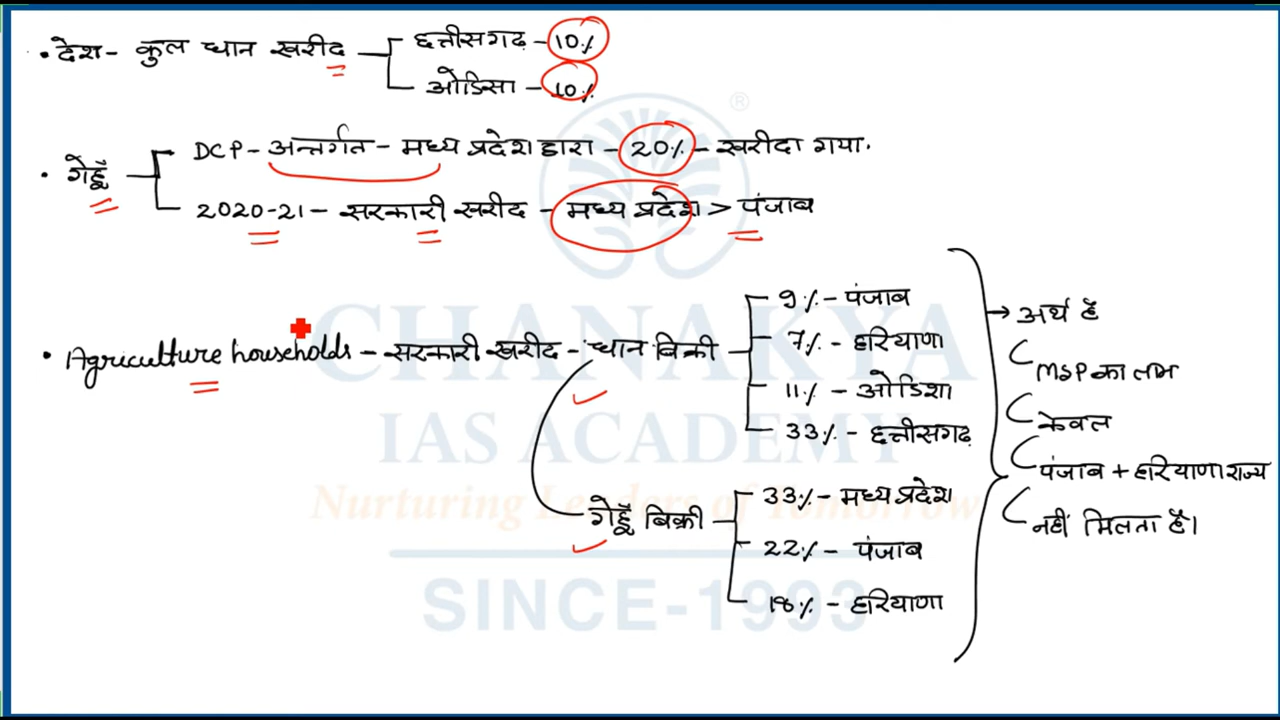 • देश - कुल धान खरीद
छत्तीसगढ़ - 10%
ओडिसा - 10%
• गेहूँ
DCP - अन्तर्गत - मध्य प्रदेश द्वारा - 20% - खरीदा गया.
2020-21 - सरकारी खरीद - मध्य प्रदेश > पंजाब
• Agriculture households - सरकारी खरीद - धान बिक्री
9% - पंजाब
7% - हरियाणा
11% - ओडिशा
33% - छत्तीसगढ़
गेहूँ बिक्री
33% - मध्य प्रदेश
22% - पंजाब
18% - हरियाणा
→ अर्थ है
MSP का लाभ
केवल
पंजाब + हरियाणा राज्य
नहीं मिलता है।
CHANAKYA
IAS ACADEMY
Nurturing Leaders of Tomorrow
SINCE-1993
®